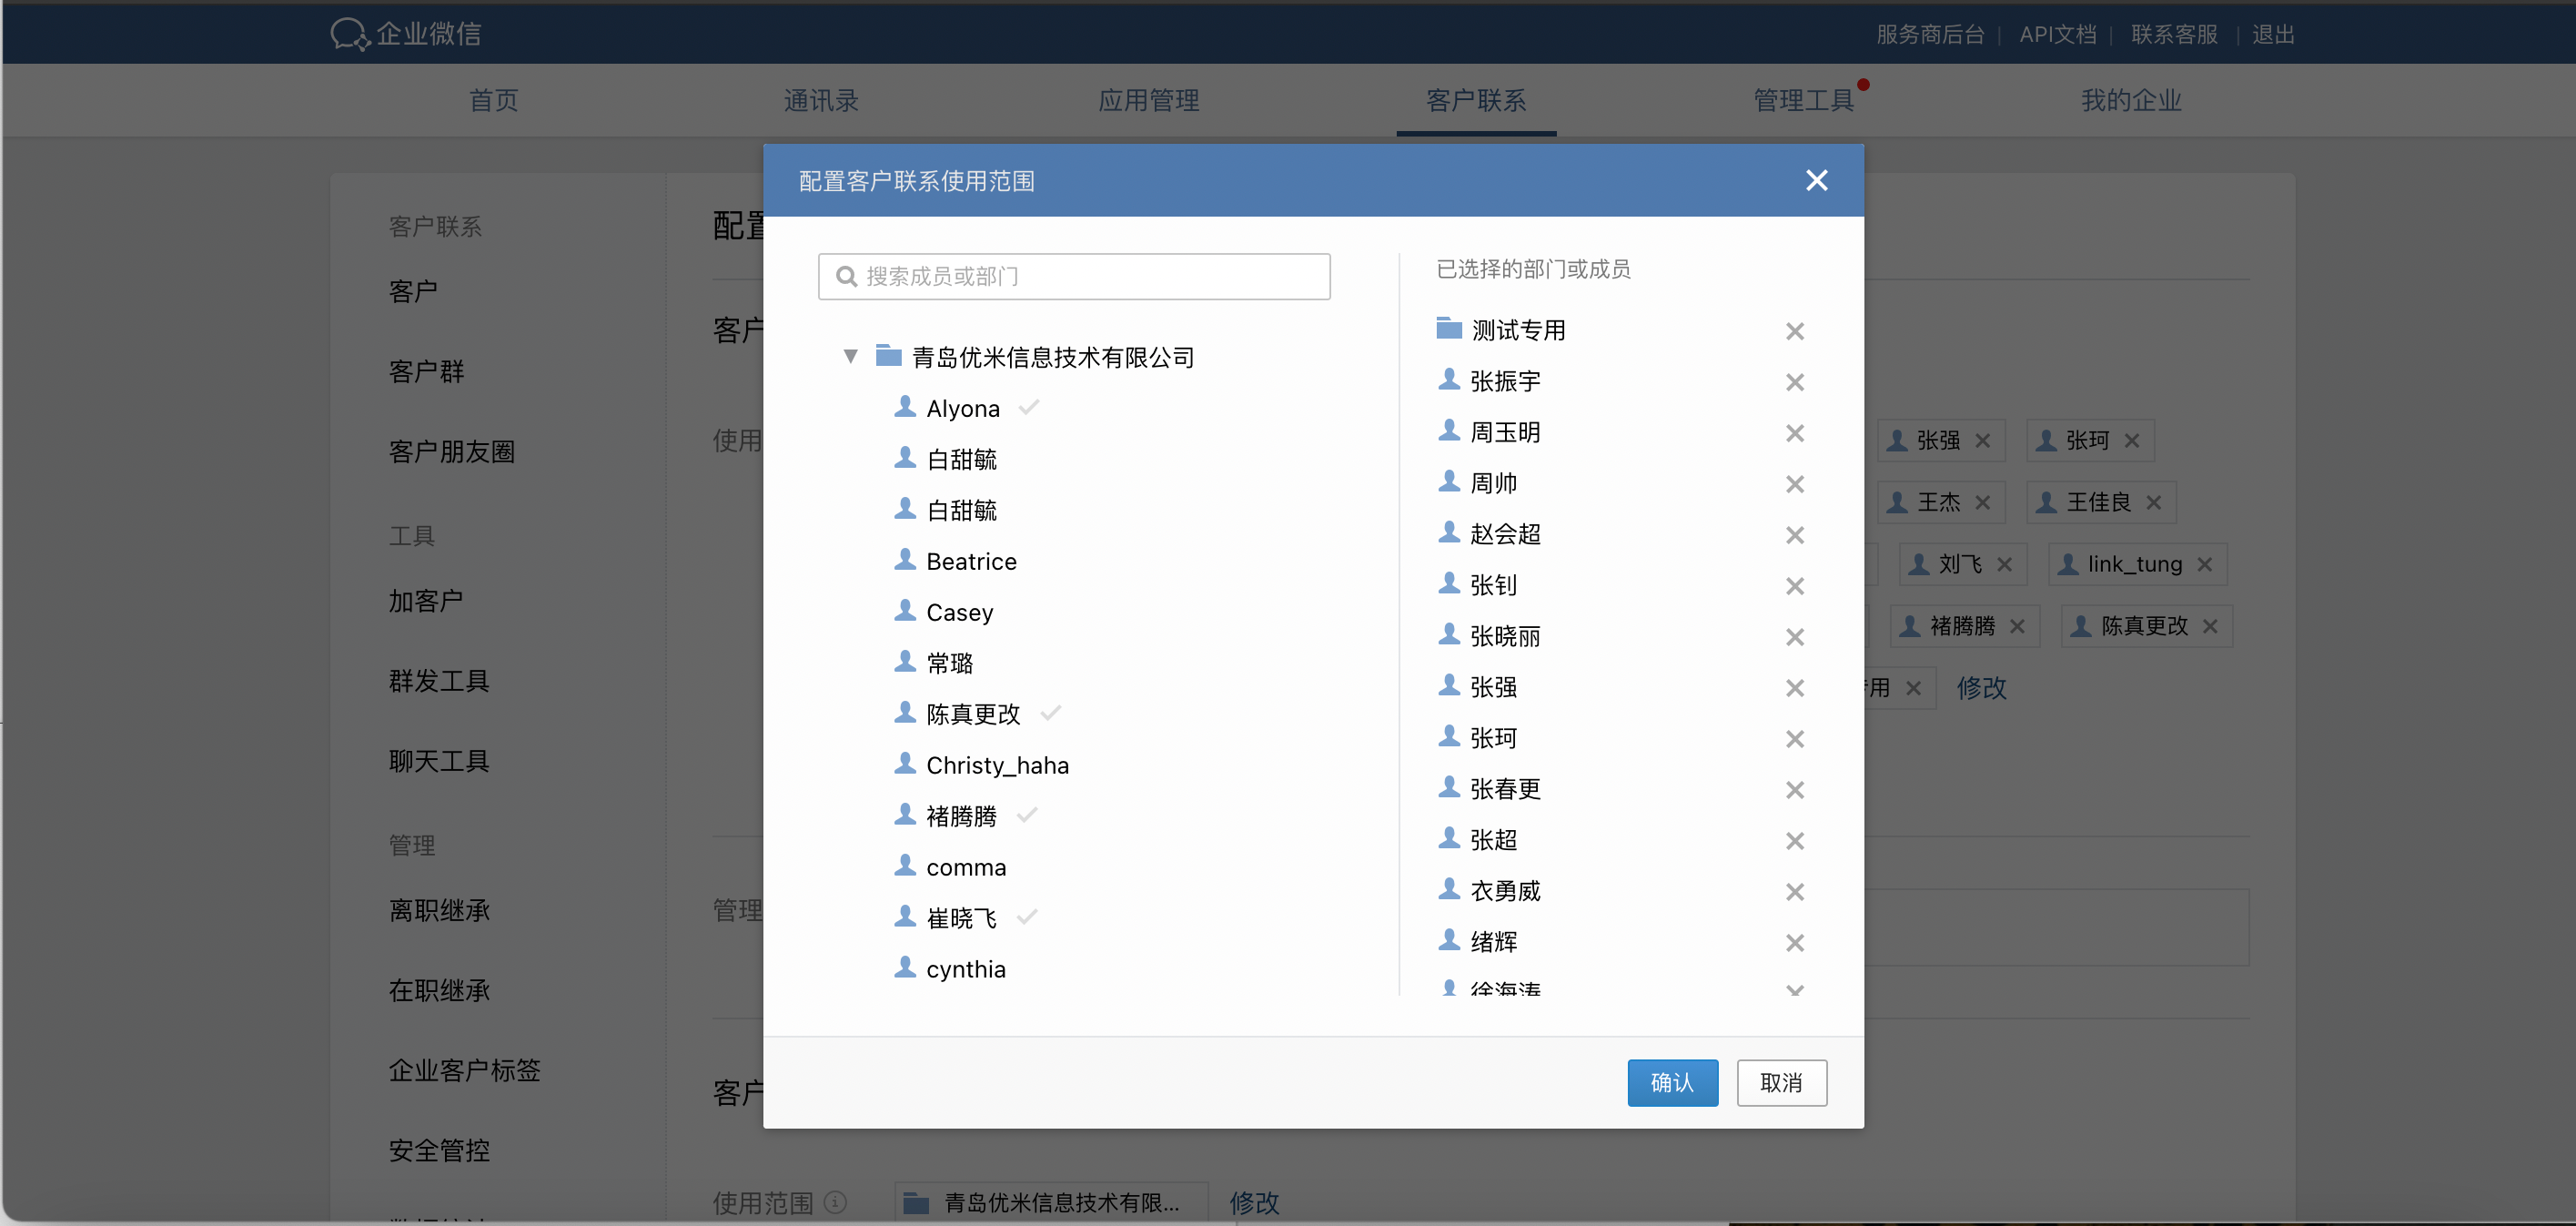 企业微信
服务商后台 | API文档 | 联系客服 | 退出
首页 通讯录 应用管理 客户联系 管理工具 我的企业
客户联系
客户
客户群
客户朋友圈
工具
加客户
群发工具
聊天工具
管理
离职继承
在职继承
企业客户标签
安全管控
配置
客户
使用
管理
客户
使用范围
青岛优米信息技术有限...
修改
配置客户联系使用范围
搜索成员或部门
青岛优米信息技术有限公司
Alyona
白甜毓
白甜毓
Beatrice
Casey
常璐
陈真更改
Christy_haha
褚腾腾
comma
崔晓飞
cynthia
已选择的部门或成员
测试专用
张振宇
周玉明
周帅
赵会超
张钊
张晓丽
张强
张珂
张春更
张超
衣勇威
绪辉
徐海涛
确认 取消
张强 张珂
王杰 王佳良
刘飞 link_tung
褚腾腾 陈真更改
用 修改